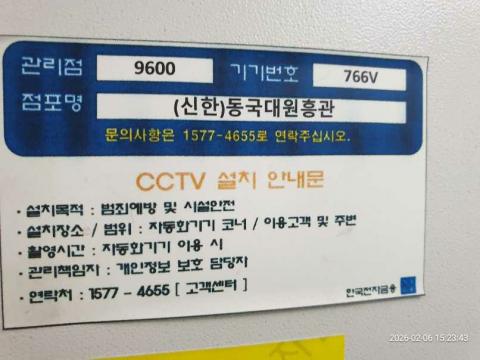 관리점 9600 기기번호 766V
점포명 (신한)동국대원흥관
문의사항은 1577-4655로 연락주십시오.
CCTV 설치 안내문
· 설치목적 : 범죄예방 및 시설안전
· 설치장소 / 범위 : 자동화기기 코너 / 이용고객 및 주변
· 촬영시간 : 자동화기기 이용 시
· 관리책임자 : 개인정보 보호 담당자
· 연락처 : 1577 - 4655 [ 고객센터 ]
한국전자금융
2026-02-06 15:23:43